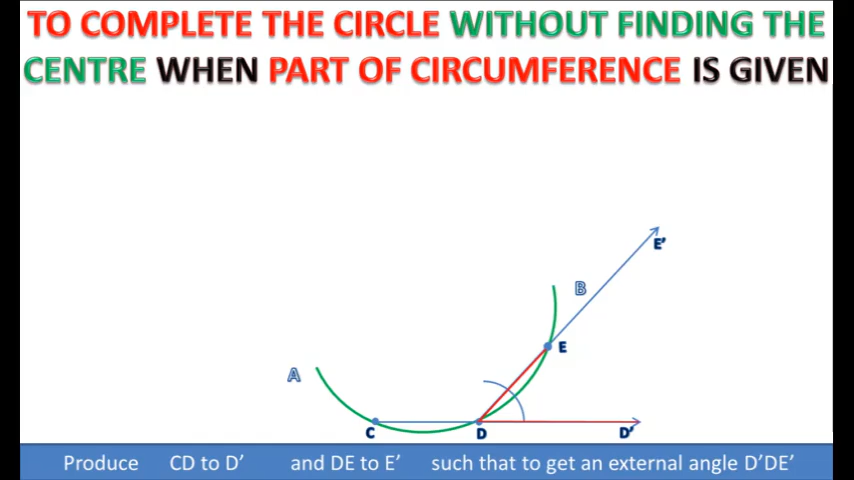 TO COMPLETE THE CIRCLE WITHOUT FINDING THE
CENTRE WHEN PART OF CIRCUMFERENCE IS GIVEN
E’
B
E
A
C
D
D’
Produce CD to D’ and DE to E’ such that to get an external angle D’DE’